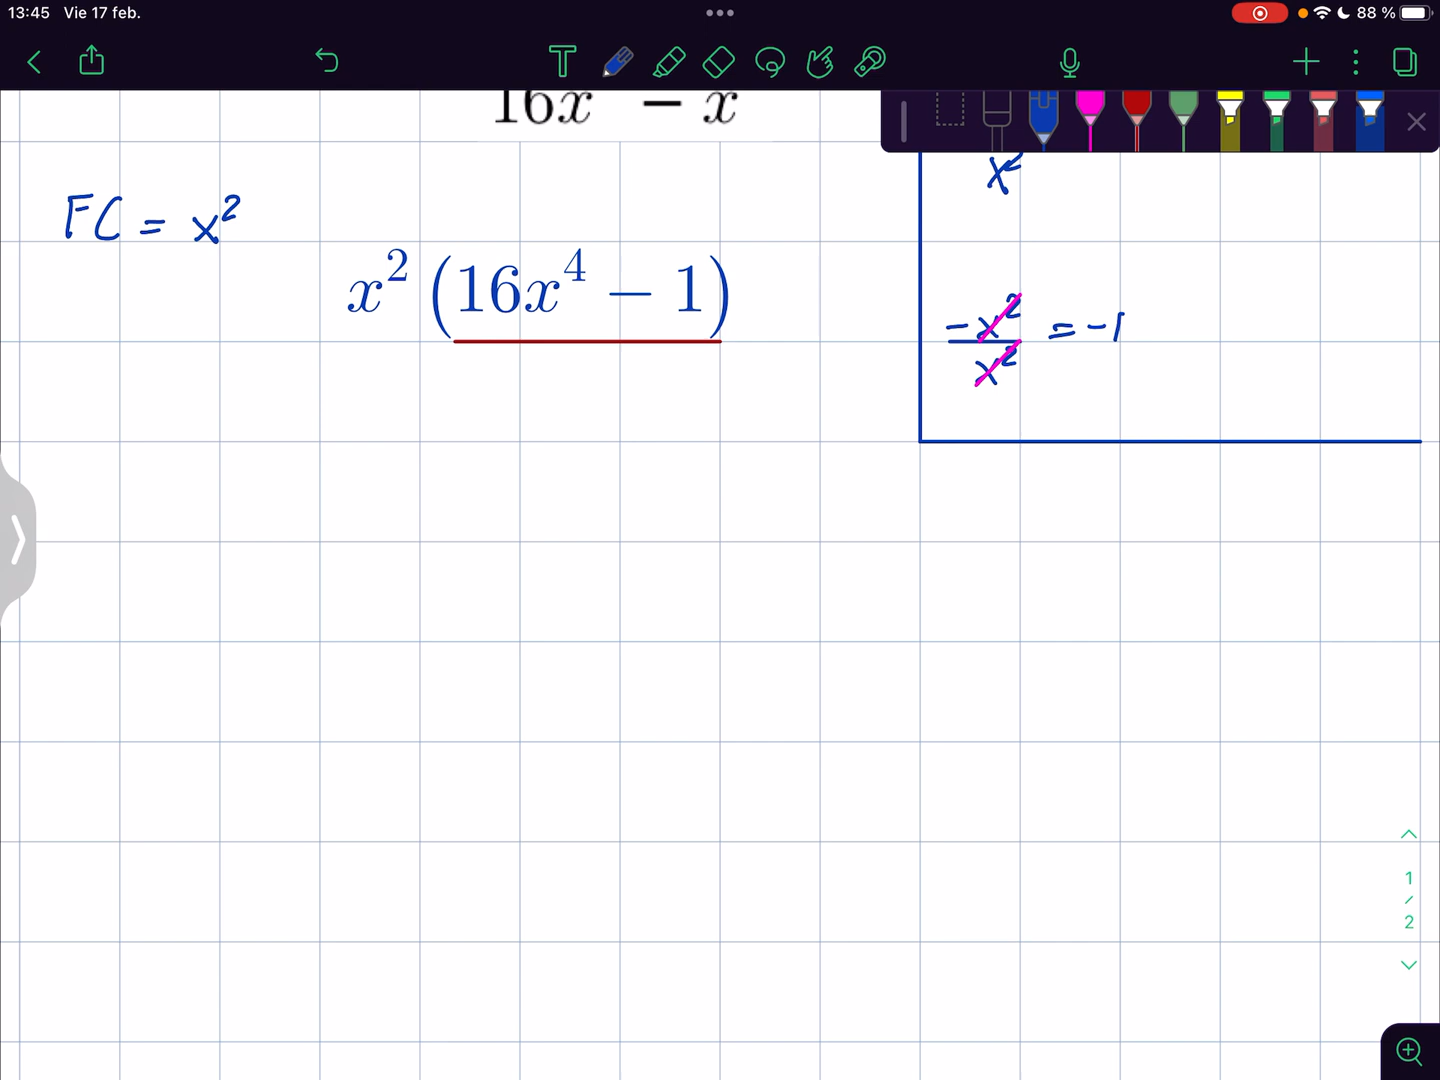 13:45 Vie 17 feb.
88 %
T
16x − x
x²
FC = x²
x² (16x⁴ − 1)
-x² / x² = -1
1 / 2